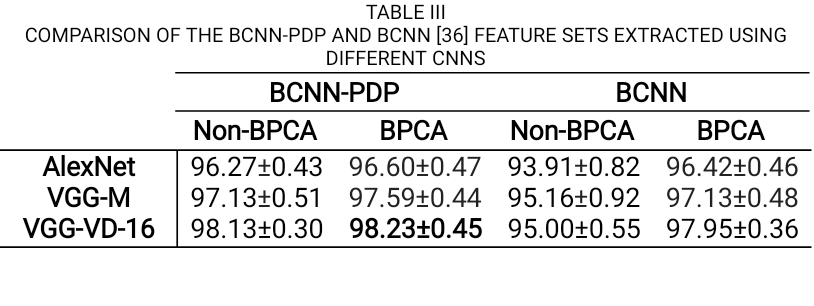 TABLE III
COMPARISON OF THE BCNN-PDP AND BCNN [36] FEATURE SETS EXTRACTED USING
DIFFERENT CNNS
BCNN-PDP BCNN
Non-BPCA BPCA Non-BPCA BPCA
AlexNet 96.27±0.43 96.60±0.47 93.91±0.82 96.42±0.46
VGG-M 97.13±0.51 97.59±0.44 95.16±0.92 97.13±0.48
VGG-VD-16 98.13±0.30 98.23±0.45 95.00±0.55 97.95±0.36